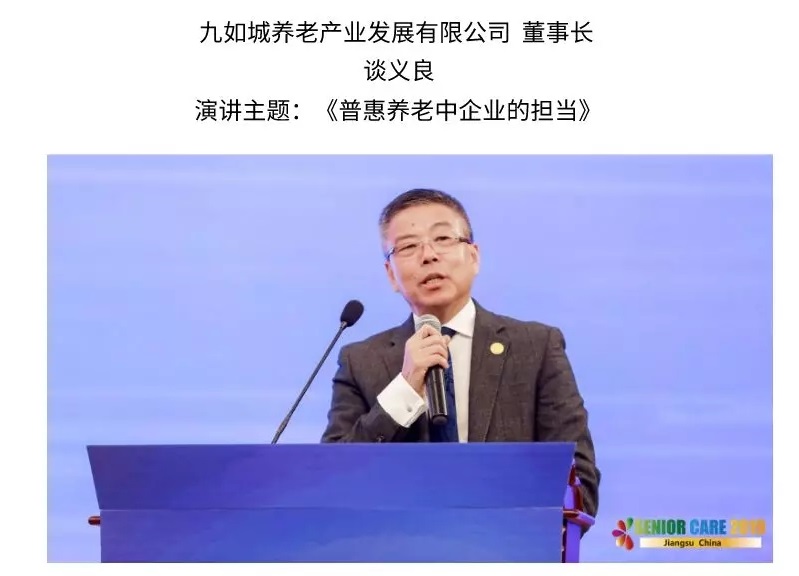 九如城养老产业发展有限公司 董事长
谈义良
演讲主题：《普惠养老中企业的担当》
SENIOR CARE 2019
Jiangsu China